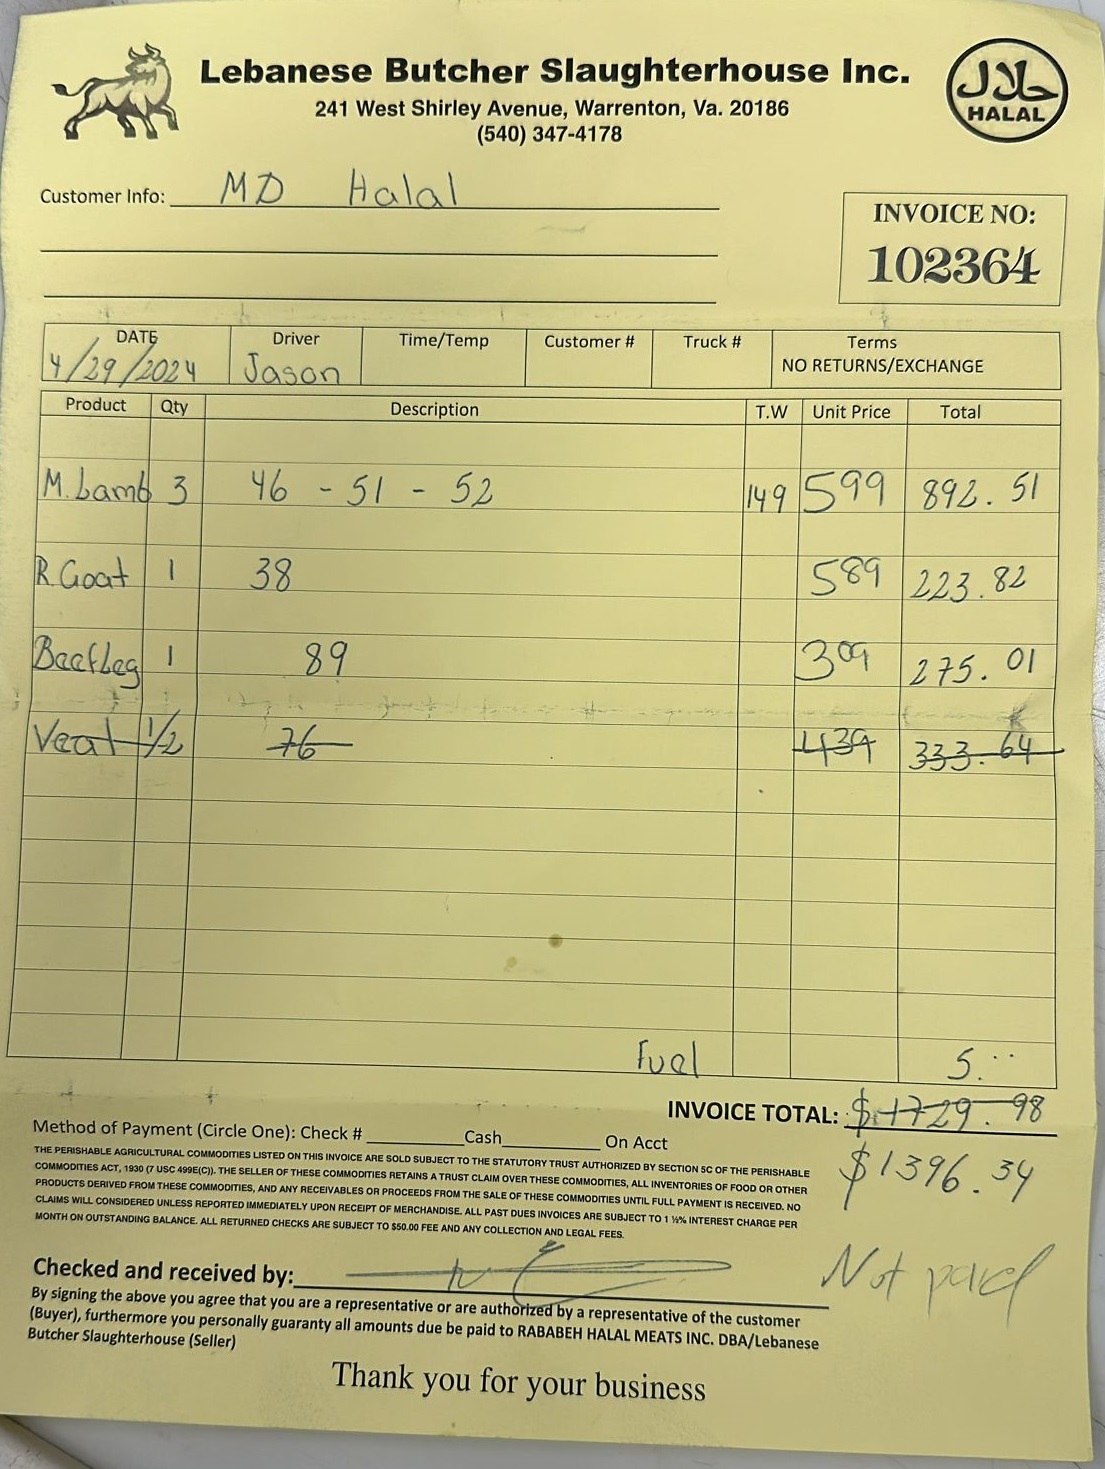 Lebanese Butcher Slaughterhouse Inc.
241 West Shirley Avenue, Warrenton, Va. 20186
(540) 347-4178
حلال
HALAL
Customer Info: MD Halal
INVOICE NO:
102364
DATE Driver Time/Temp Customer # Truck # Terms
4/29/2024 Jason NO RETURNS/EXCHANGE
Product Qty Description T.W Unit Price Total
M.Lamb 3 46 - 51 - 52 149 599 892.51
R.Goat 1 38 589 223.82
BeefLeg 1 89 309 275.01
Veal 1/2 76 439 333.64
Fuel 5.
INVOICE TOTAL: $1729.98
Method of Payment (Circle One): Check # Cash On Acct
$1396.34
THE PERISHABLE AGRICULTURAL COMMODITIES LISTED ON THIS INVOICE ARE SOLD SUBJECT TO THE STATUTORY TRUST AUTHORIZED BY SECTION 5C OF THE PERISHABLE
COMMODITIES ACT, 1930 (7 USC 499E(C)). THE SELLER OF THESE COMMODITIES RETAINS A TRUST CLAIM OVER THESE COMMODITIES, ALL INVENTORIES OF FOOD OR OTHER
PRODUCTS DERIVED FROM THESE COMMODITIES, AND ANY RECEIVABLES OR PROCEEDS FROM THE SALE OF THESE COMMODITIES UNTIL FULL PAYMENT IS RECEIVED. NO
CLAIMS WILL CONSIDERED UNLESS REPORTED IMMEDIATELY UPON RECEIPT OF MERCHANDISE. ALL PAST DUES INVOICES ARE SUBJECT TO 1 ½% INTEREST CHARGE PER
MONTH ON OUTSTANDING BALANCE. ALL RETURNED CHECKS ARE SUBJECT TO $50.00 FEE AND ANY COLLECTION AND LEGAL FEES.
Checked and received by:
Not paid
By signing the above you agree that you are a representative or are authorized by a representative of the customer
(Buyer), furthermore you personally guaranty all amounts due be paid to RABABEH HALAL MEATS INC. DBA/Lebanese
Butcher Slaughterhouse (Seller)
Thank you for your business